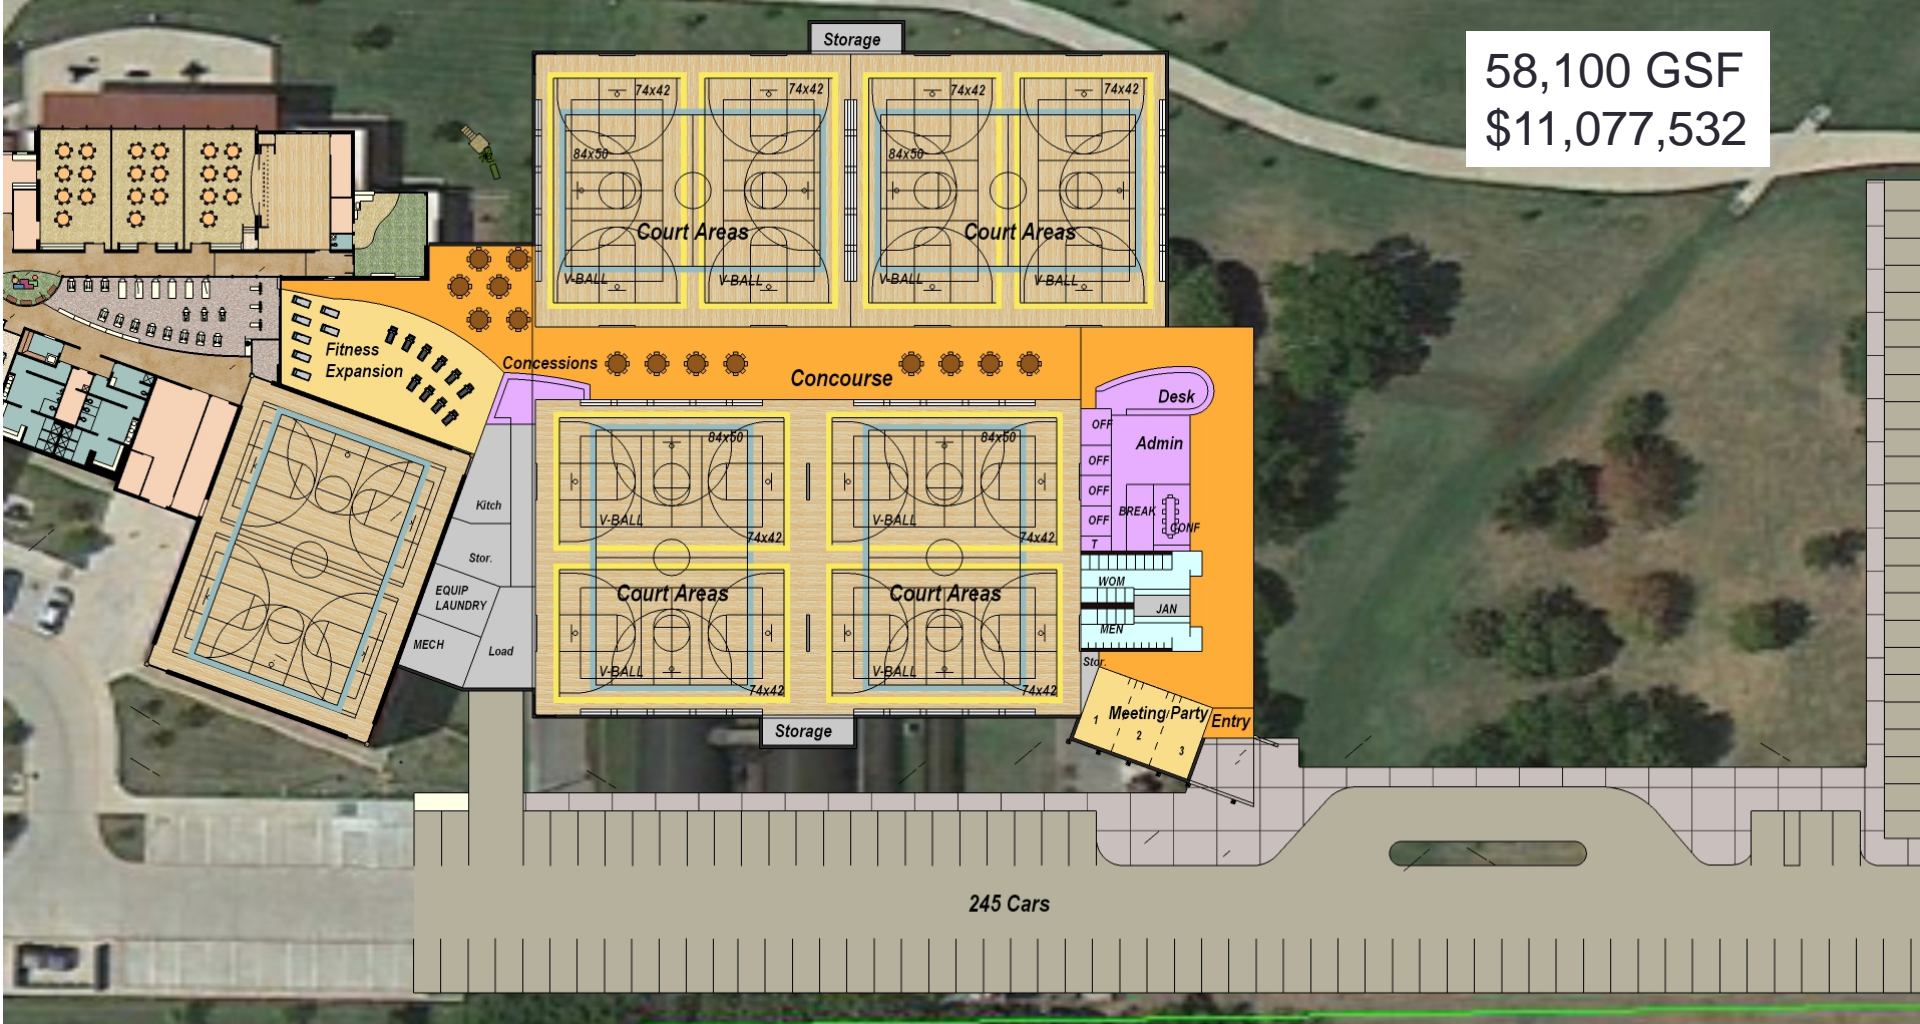 58,100 GSF
$11,077,532
Storage
74x42
74x42
74x42
74x42
84x50
84x50
Court Areas
Court Areas
V-BALL
V-BALL
V-BALL
V-BALL
Fitness
Expansion
Concessions
Concourse
Desk
Admin
OFF
OFF
OFF
OFF
T
BREAK
CONF
84x50
84x50
Kitch
V-BALL
V-BALL
74x42
74x42
Stor.
EQUIP
LAUNDRY
MECH
Load
Court Areas
Court Areas
WOM
JAN
MEN
Stor.
V-BALL
V-BALL
74x42
74x42
Storage
Meeting/Party
1
2
3
Entry
245 Cars